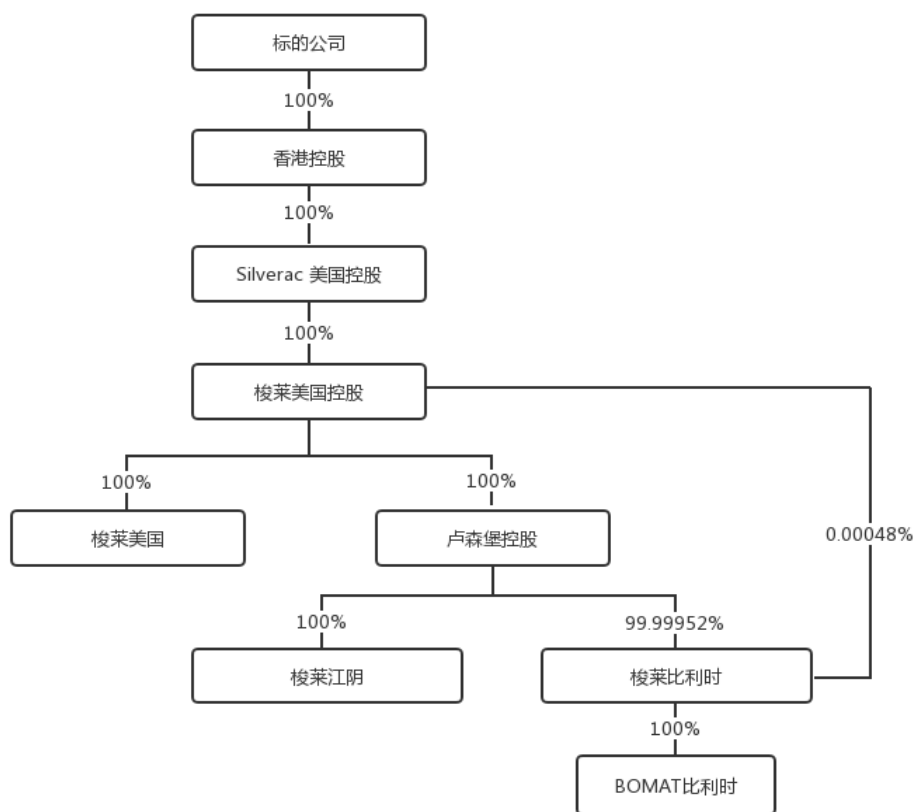 标的公司
100%
香港控股
100%
Silverac 美国控股
100%
梭莱美国控股
100%
100%
梭莱美国
卢森堡控股
0.00048%
100%
99.99952%
梭莱江阴
梭莱比利时
100%
BOMAT比利时